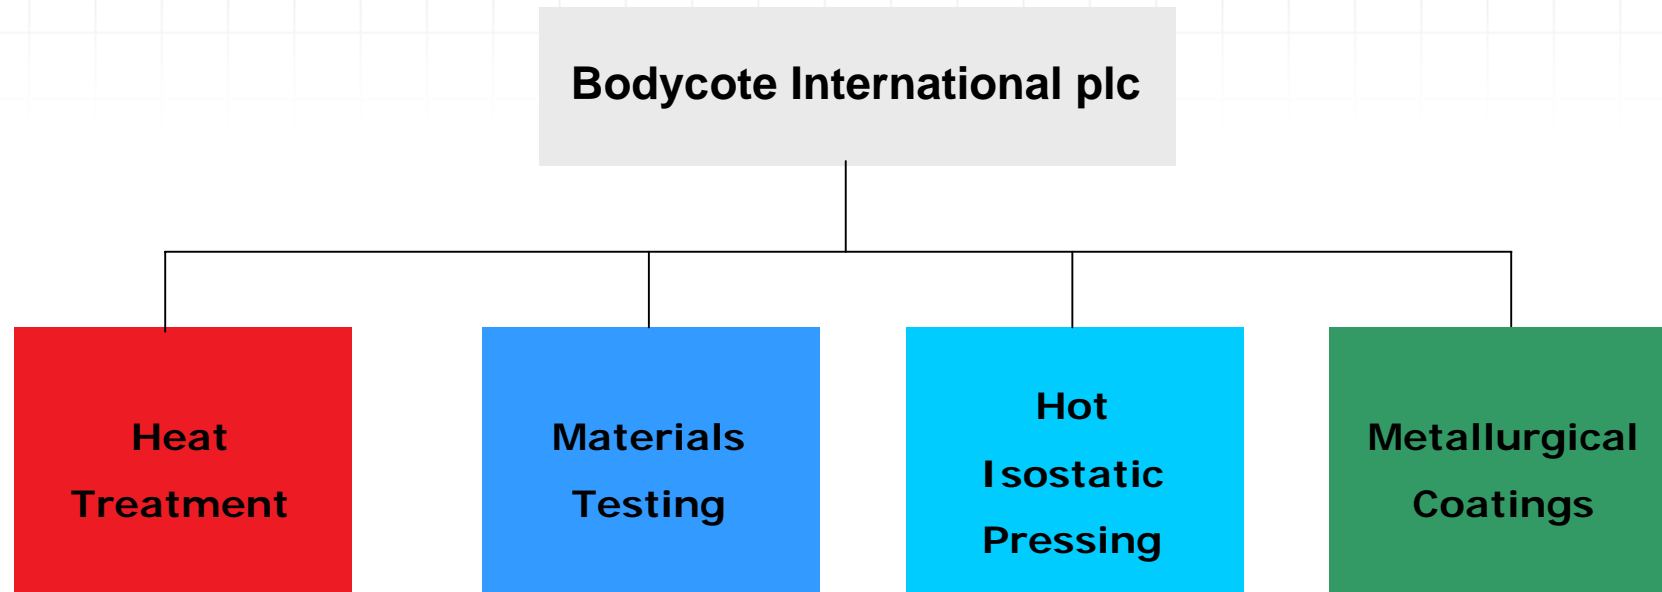 Bodycote International plc
Heat
Treatment
Materials
Testing
Hot
Isostatic
Pressing
Metallurgical
Coatings